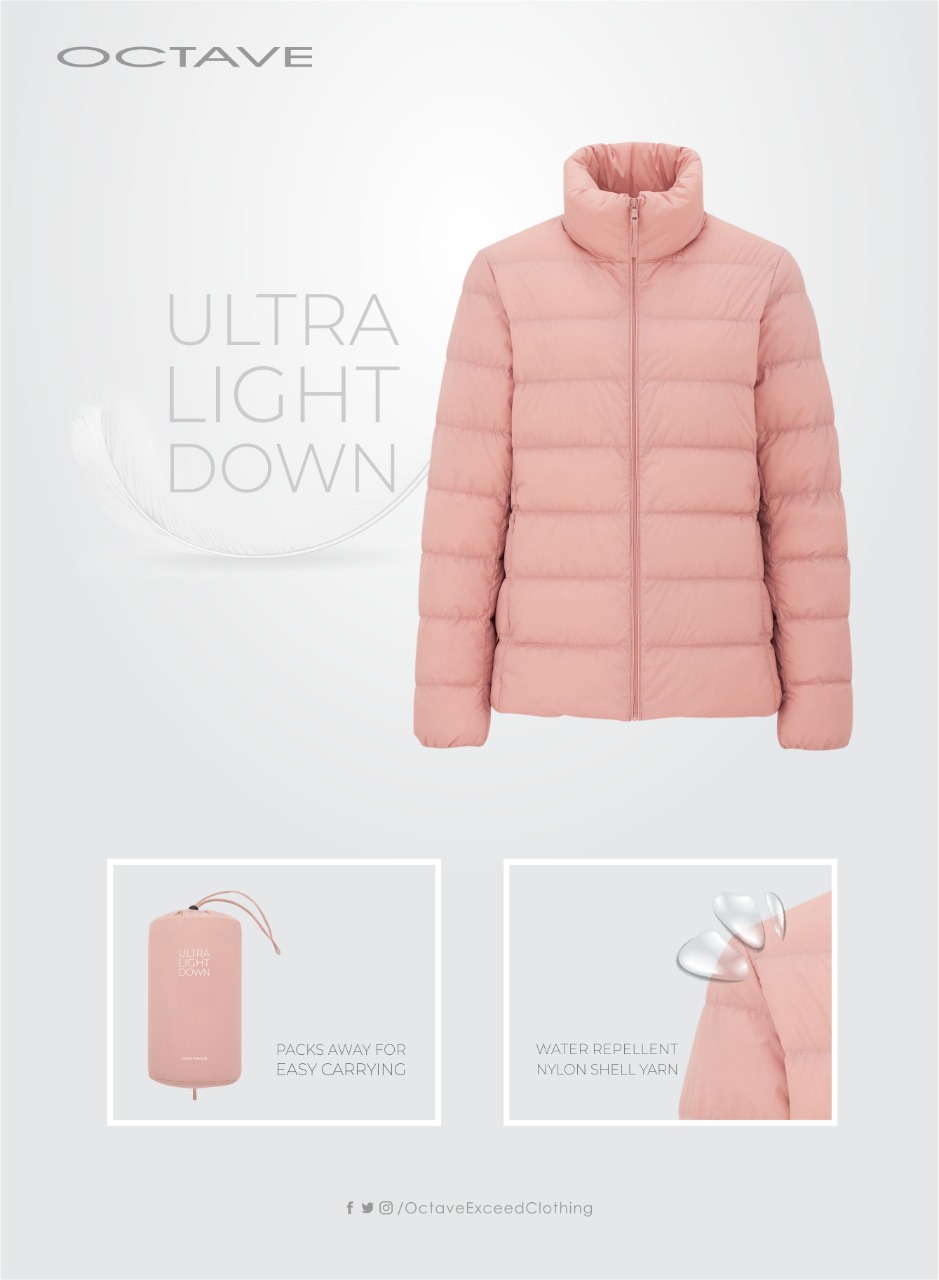 OCTAVE
ULTRA
LIGHT
DOWN
ULTRA
LIGHT
DOWN
PACKS AWAY FOR
EASY CARRYING
WATER REPELLENT
NYLON SHELL YARN
/OctaveExceedClothing